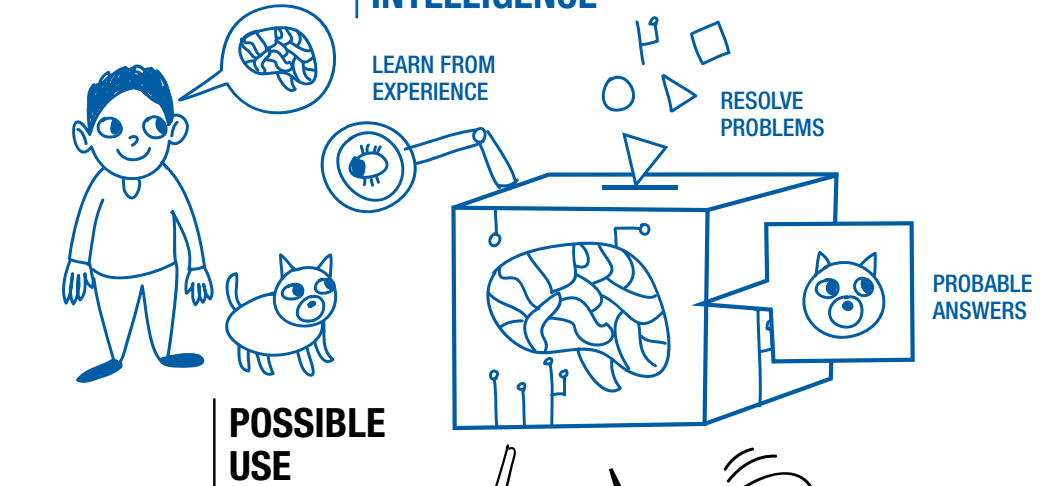 INTELLIGENCE
LEARN FROM
EXPERIENCE
RESOLVE
PROBLEMS
PROBABLE
ANSWERS
POSSIBLE
USE